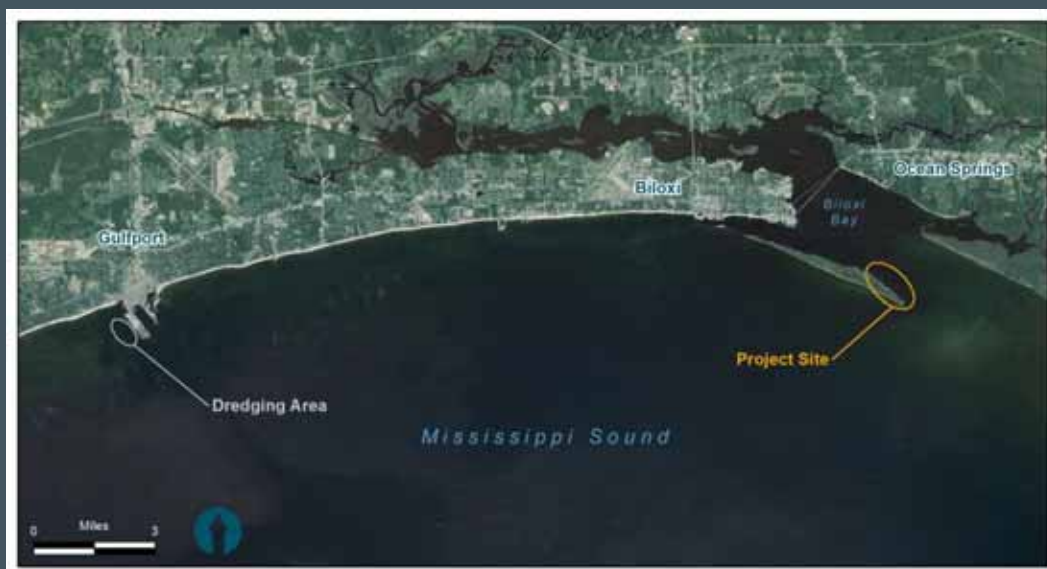 Ocean Springs
Biloxi
Biloxi
Bay
Gulfport
Project Site
Dredging Area
Mississippi Sound
Miles
0 3